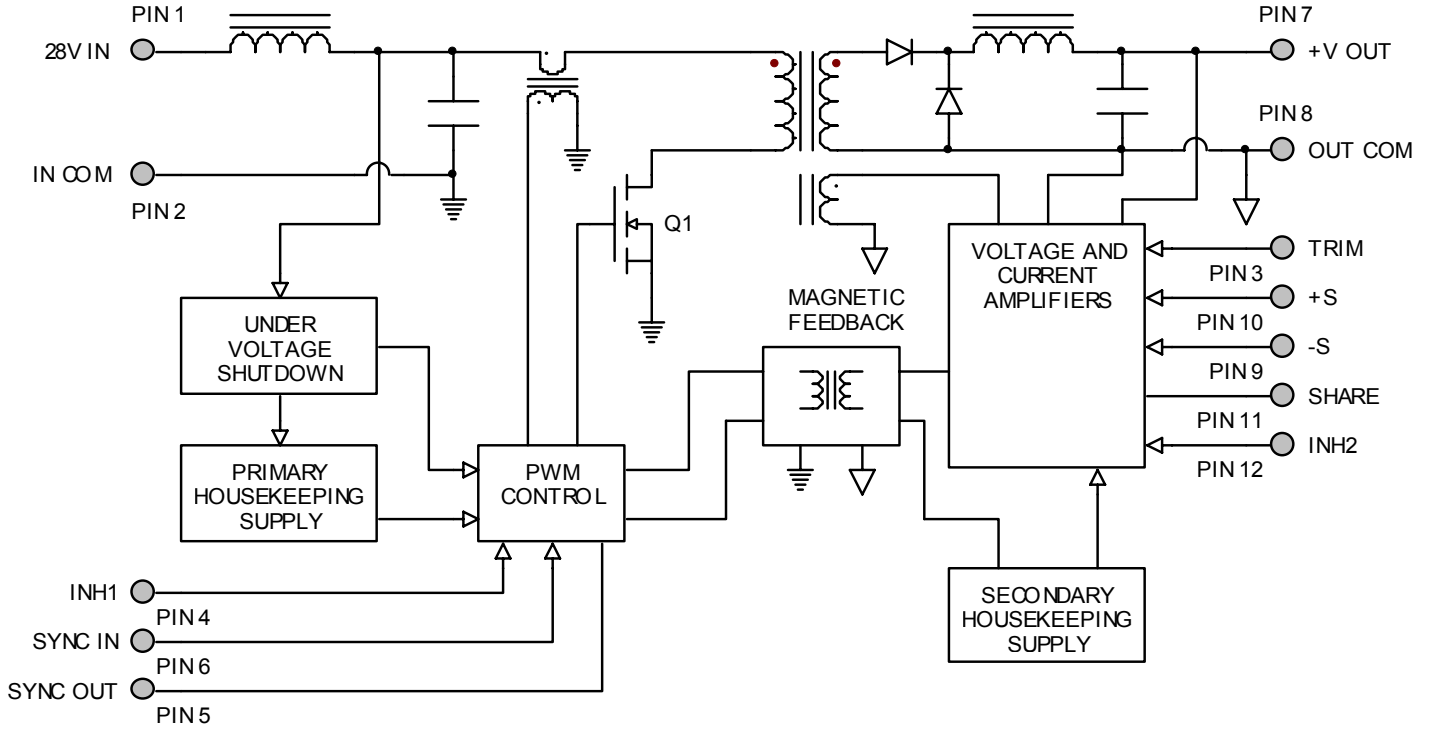 PIN 1
28V IN
IN COM
PIN 2
PIN 7
+V OUT
PIN 8
OUT COM
Q1
UNDER
VOLTAGE
SHUTDOWN
PRIMARY
HOUSEKEEPING
SUPPLY
PWM
CONTROL
MAGNETIC
FEEDBACK
VOLTAGE AND
CURRENT
AMPLIFIERS
TRIM
PIN 3
+S
PIN 10
-S
PIN 9
SHARE
PIN 11
INH2
PIN 12
SECONDARY
HOUSEKEEPING
SUPPLY
INH1
PIN 4
SYNC IN
PIN 6
SYNC OUT
PIN 5